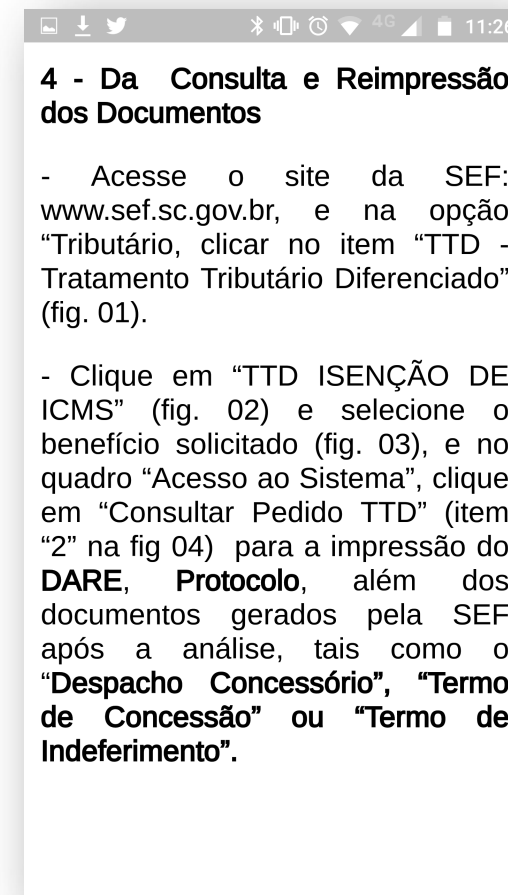 4G 11:26
4 - Da Consulta e Reimpressão
dos Documentos
- Acesse o site da SEF:
www.sef.sc.gov.br, e na opção
“Tributário, clicar no item “TTD -
Tratamento Tributário Diferenciado”
(fig. 01).
- Clique em “TTD ISENÇÃO DE
ICMS” (fig. 02) e selecione o
benefício solicitado (fig. 03), e no
quadro “Acesso ao Sistema”, clique
em “Consultar Pedido TTD” (item
“2” na fig 04) para a impressão do
DARE, Protocolo, além dos
documentos gerados pela SEF
após a análise, tais como o
“Despacho Concessório”, “Termo
de Concessão” ou “Termo de
Indeferimento”.